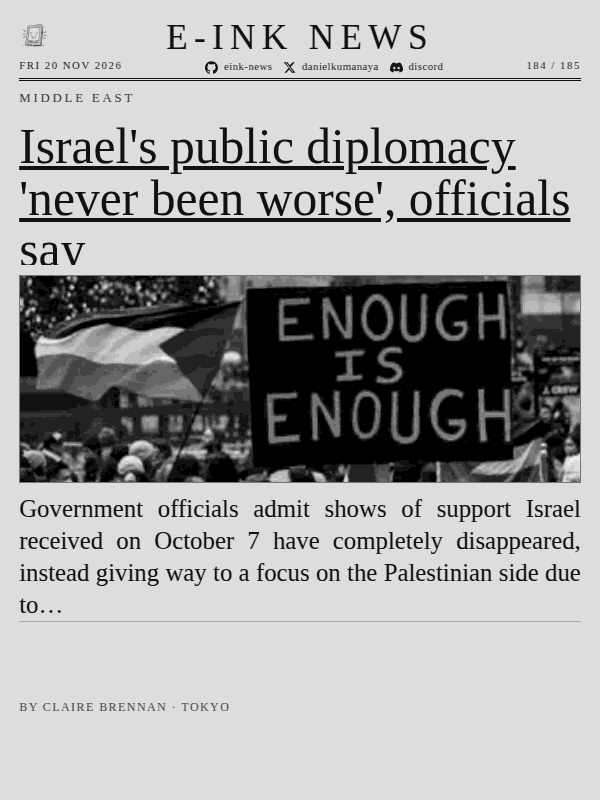 E-INK NEWS
FRI 20 NOV 2026
eink-news danielkumanaya discord
184 / 185
MIDDLE EAST
Israel's public diplomacy
'never been worse', officials
say
ENOUGH
IS
ENOUGH
J. CREW
Government officials admit shows of support Israel
received on October 7 have completely disappeared,
instead giving way to a focus on the Palestinian side due
to…
BY CLAIRE BRENNAN · TOKYO